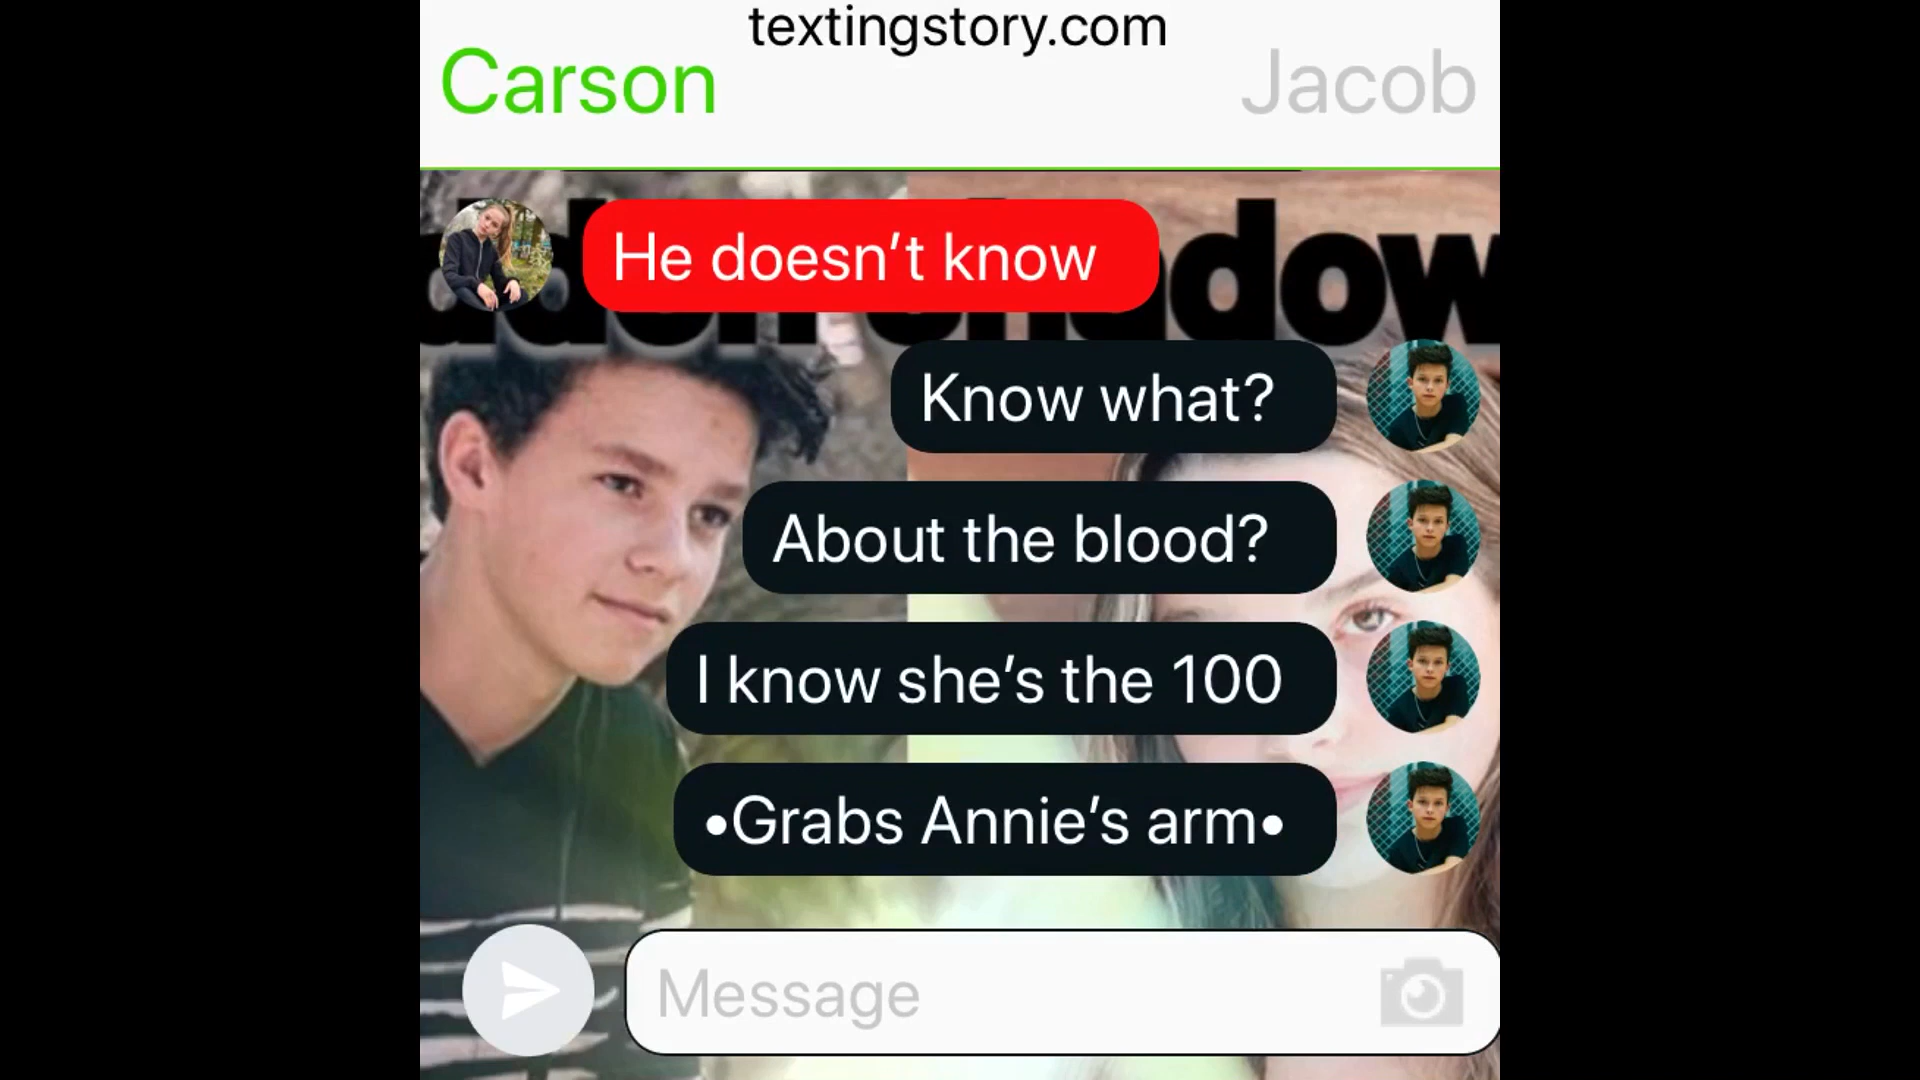 textingstory.com
Carson
Jacob
He doesn’t know
Know what?
About the blood?
I know she’s the 100
•Grabs Annie’s arm•
Message